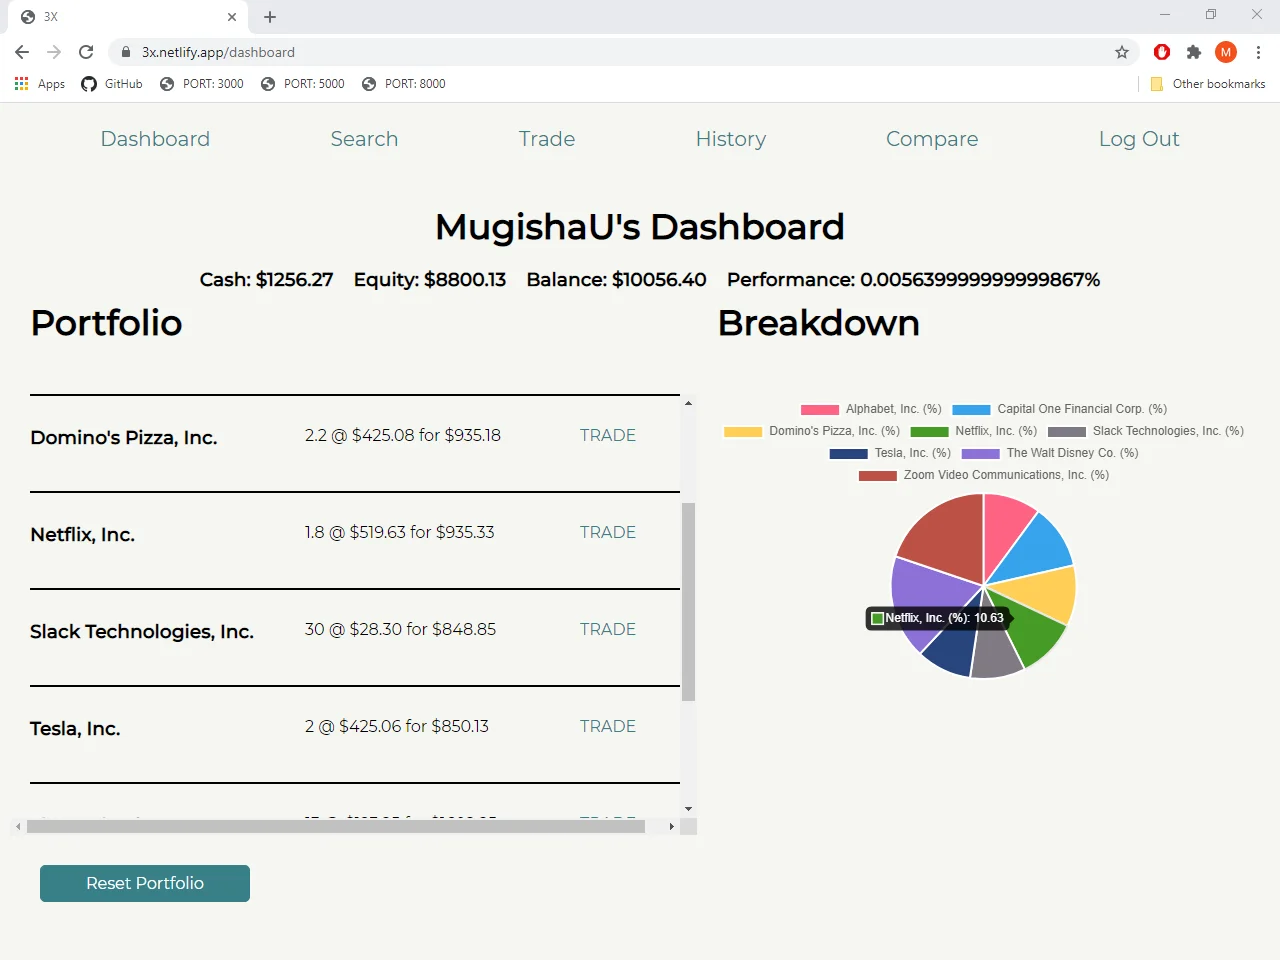 3X
3x.netlify.app/dashboard
M
Apps GitHub PORT: 3000 PORT: 5000 PORT: 8000 Other bookmarks
Dashboard Search Trade History Compare Log Out
MugishaU's Dashboard
Cash: $1256.27 Equity: $8800.13 Balance: $10056.40 Performance: 0.005639999999999867%
Portfolio
Domino's Pizza, Inc. 2.2 @ $425.08 for $935.18 TRADE
Netflix, Inc. 1.8 @ $519.63 for $935.33 TRADE
Slack Technologies, Inc. 30 @ $28.30 for $848.85 TRADE
Tesla, Inc. 2 @ $425.06 for $850.13 TRADE
Reset Portfolio
Breakdown
Alphabet, Inc. (%) Capital One Financial Corp. (%)
Domino's Pizza, Inc. (%) Netflix, Inc. (%) Slack Technologies, Inc. (%)
Tesla, Inc. (%) The Walt Disney Co. (%)
Zoom Video Communications, Inc. (%)
Netflix, Inc. (%): 10.63